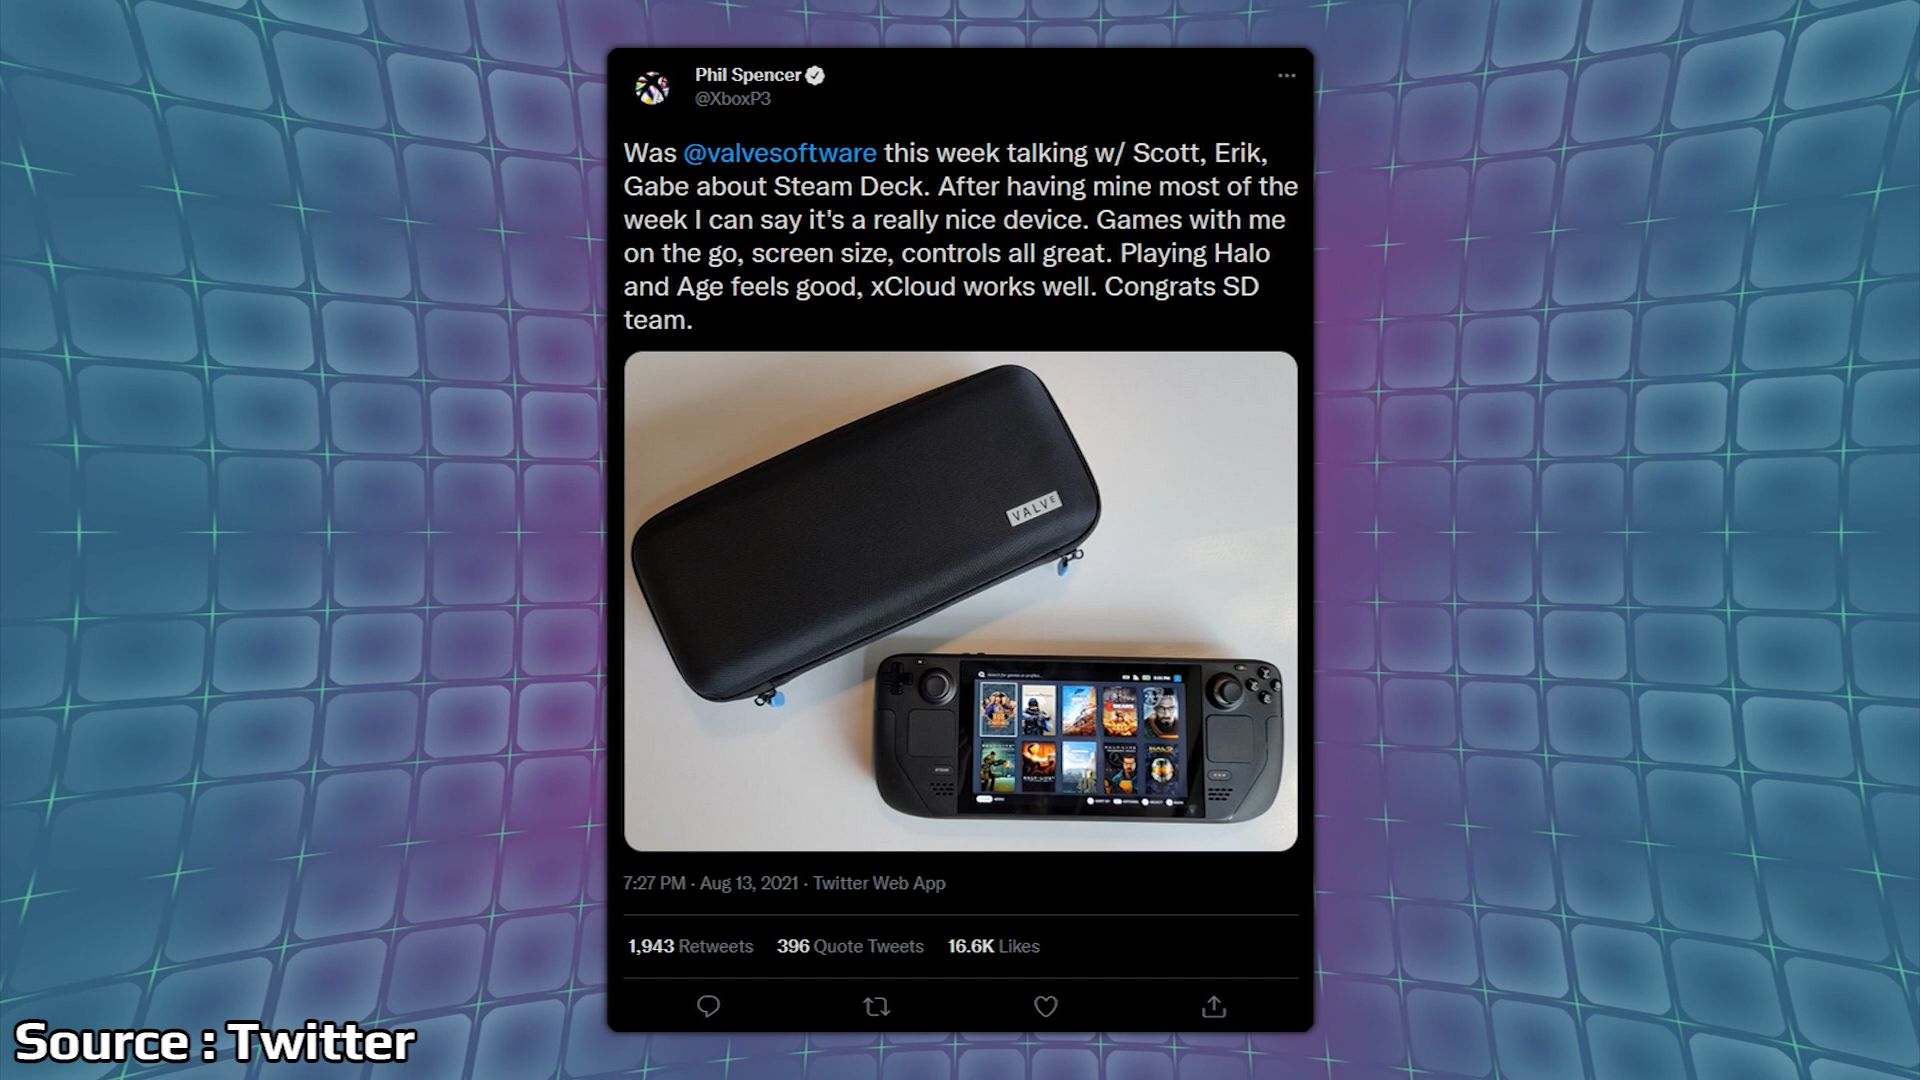 Phil Spencer
@XboxP3
Was @valvesoftware this week talking w/ Scott, Erik,
Gabe about Steam Deck. After having mine most of the
week I can say it's a really nice device. Games with me
on the go, screen size, controls all great. Playing Halo
and Age feels good, xCloud works well. Congrats SD
team.
VALVE
7:27 PM · Aug 13, 2021 · Twitter Web App
1,943 Retweets 396 Quote Tweets 16.6K Likes
Source : Twitter